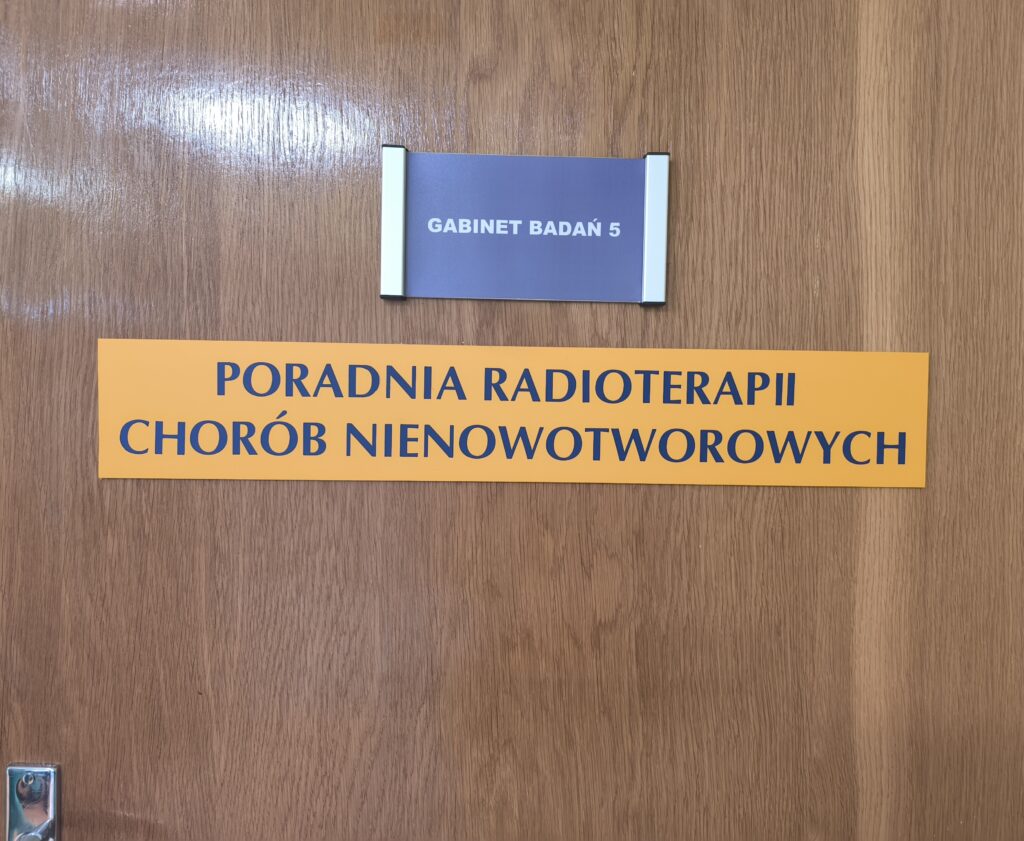 GABINET BADAŃ 5
PORADNIA RADIOTERAPII
CHORÓB NIENOWOTWOROWYCH